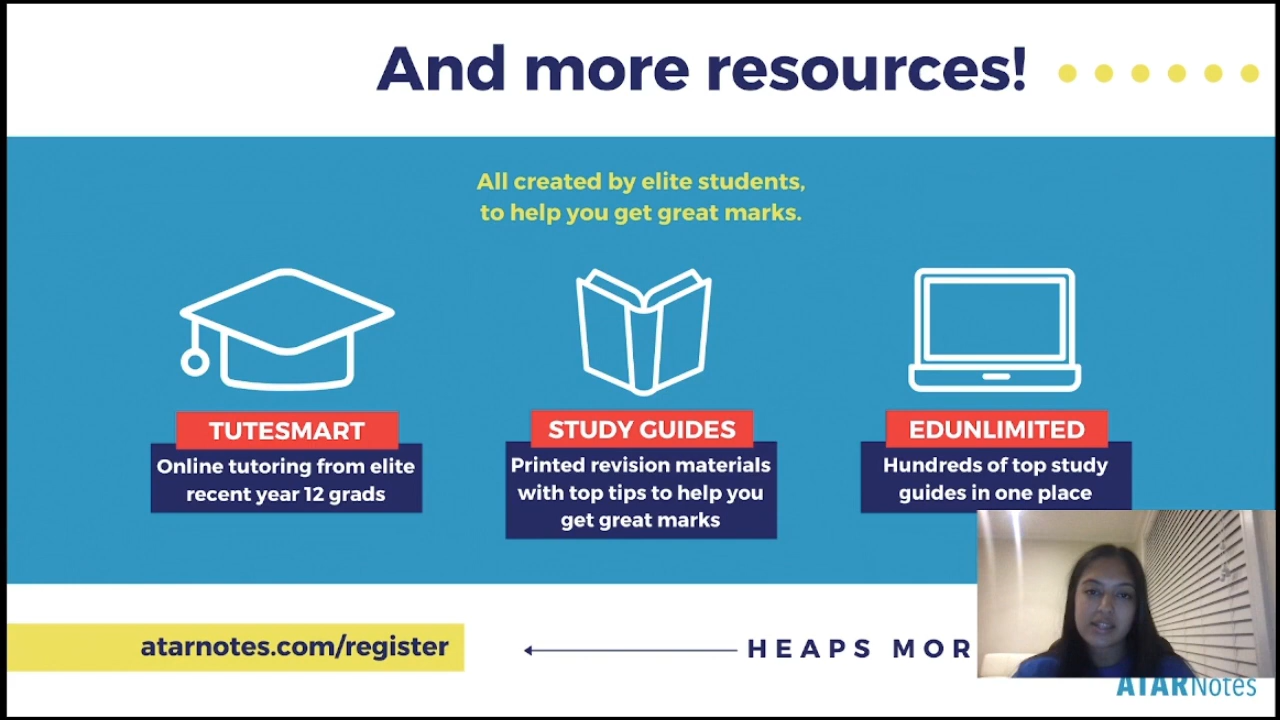 And more resources!
All created by elite students,
to help you get great marks.
TUTESMART
Online tutoring from elite
recent year 12 grads
STUDY GUIDES
Printed revision materials
with top tips to help you
get great marks
EDUNLIMITED
Hundreds of top study
guides in one place
atarnotes.com/register
HEAPS MOR
ATARNotes